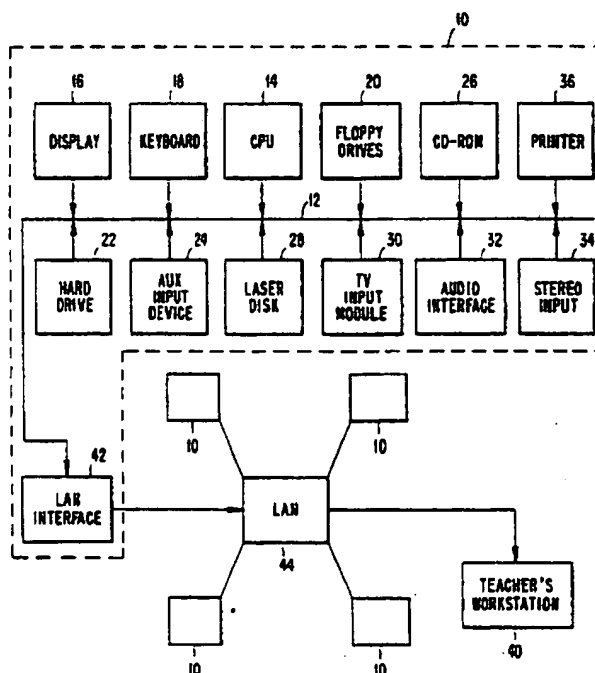 10
16 18 14 20 26 36
DISPLAY KEYBOARD CPU FLOPPY DRIVES CD-ROM PRINTER
12
22 24 28 30 32 34
HARD DRIVE AUX INPUT DEVICE LASER DISK TV INPUT MODULE AUDIO INTERFACE STEREO INPUT
10 10
42
LAN INTERFACE LAN
44
TEACHER'S WORKSTATION
10 10 40